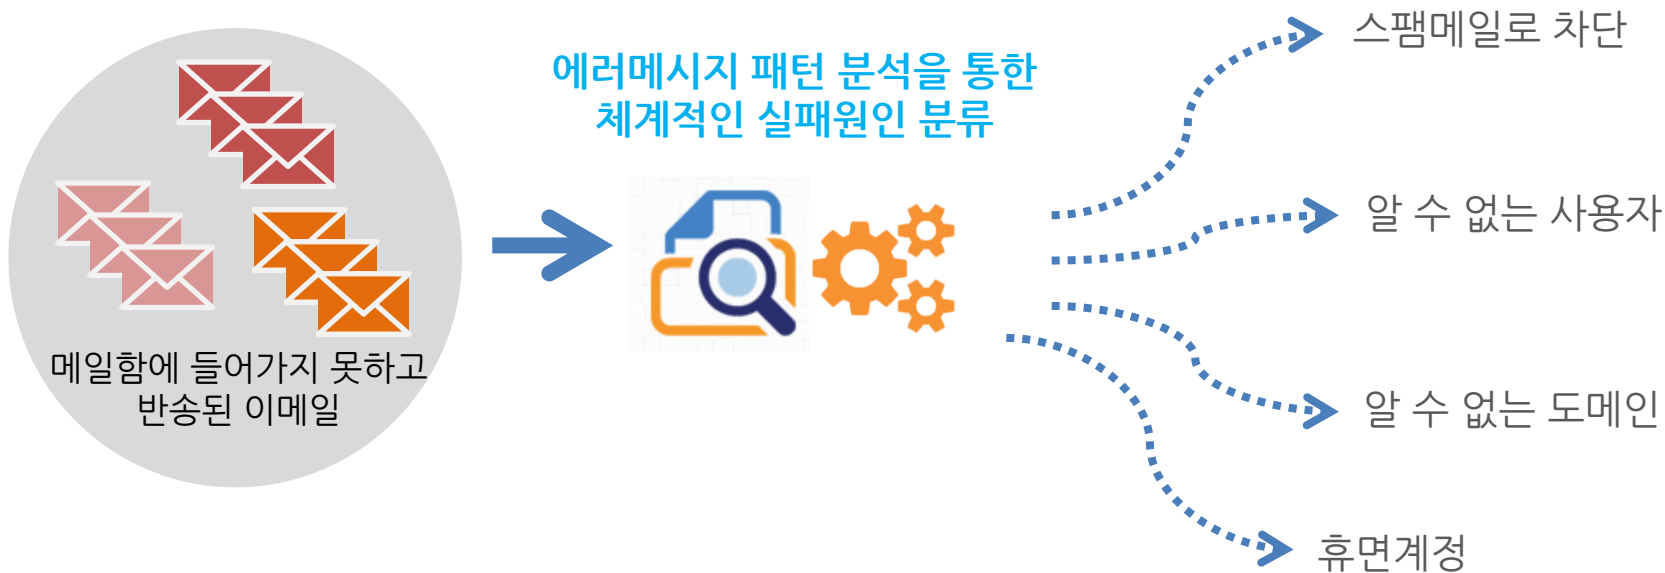 에러메시지 패턴 분석을 통한
체계적인 실패원인 분류
메일함에 들어가지 못하고
반송된 이메일
스팸메일로 차단
알 수 없는 사용자
알 수 없는 도메인
휴면계정